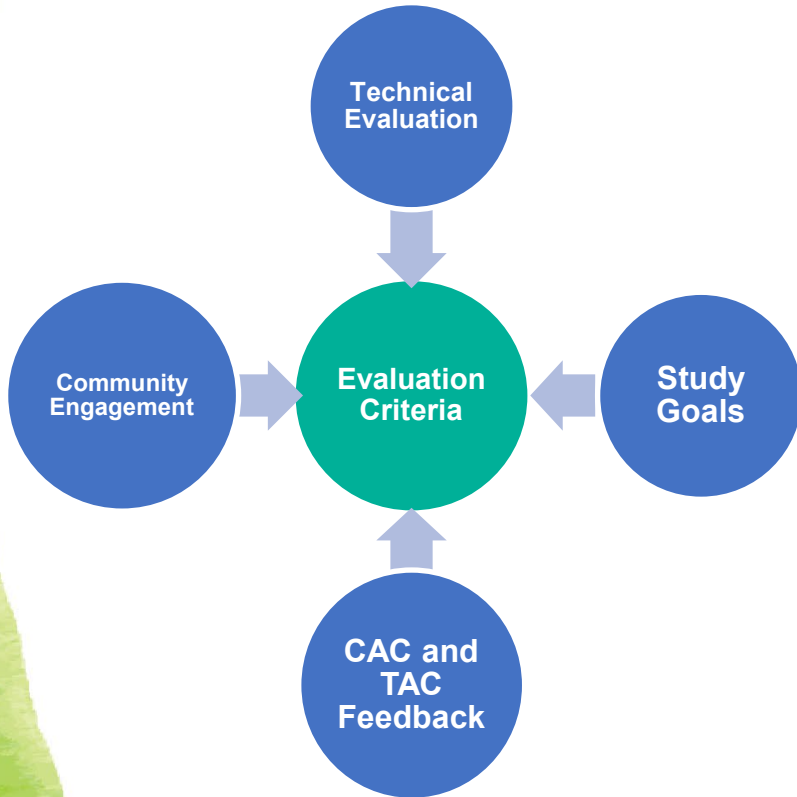 Technical
Evaluation
Community
Engagement
Evaluation
Criteria
Study
Goals
CAC and
TAC
Feedback